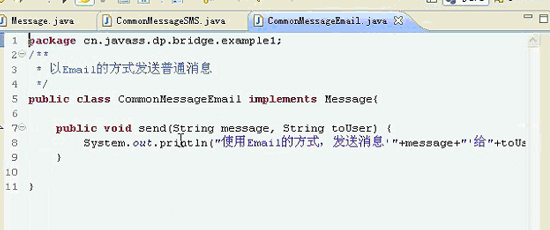 Message.java CommonMessageSMS.java CommonMessageEmail.java
1 package cn.javass.dp.bridge.example1;
2 /**
3 * 以Email的方式发送普通消息
4 */
5 public class CommonMessageEmail implements Message{
6
7 public void send(String message, String toUser) {
8 System.out.println("使用Email的方式，发送消息'"+message+"'给"+toUs
9 }
10
11 }